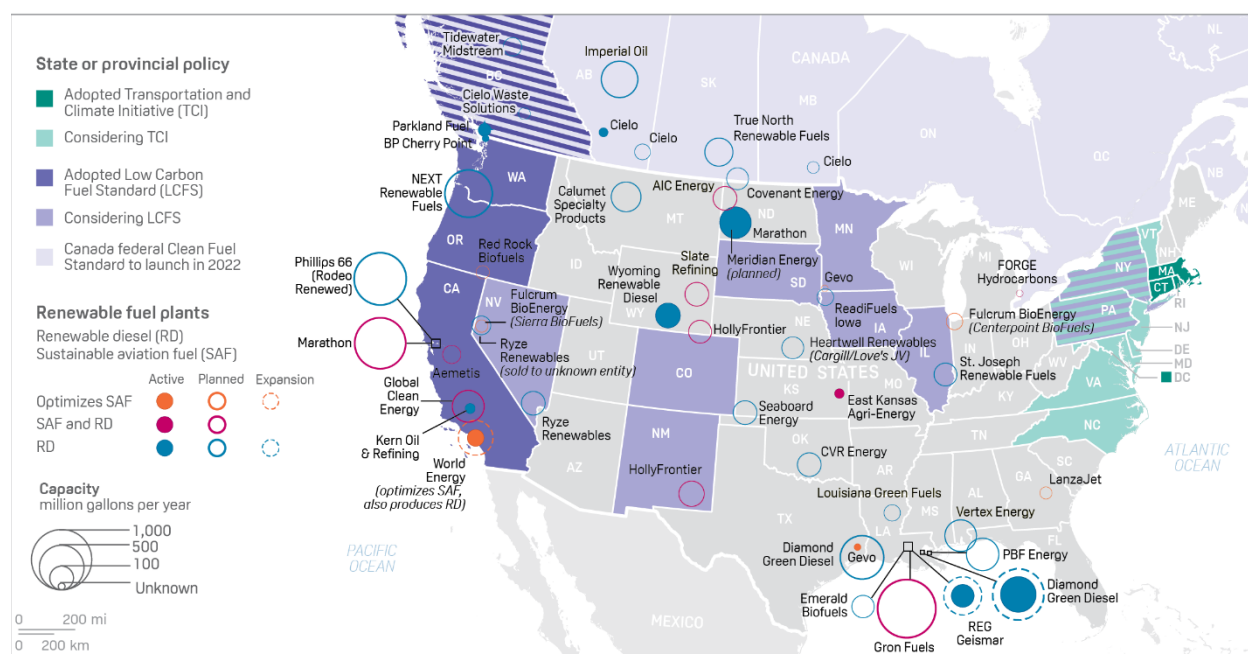 State or provincial policy
Adopted Transportation and
Climate Initiative (TCI)
Considering TCI
Adopted Low Carbon
Fuel Standard (LCFS)
Considering LCFS
Canada federal Clean Fuel
Standard to launch in 2022
Renewable fuel plants
Renewable diesel (RD)
Sustainable aviation fuel (SAF)
Active
Planned
Expansion
Optimizes SAF
SAF and RD
RD
Capacity
million gallons per year
1,000
500
100
Unknown
0 200 mi
0 200 km
Tidewater
Midstream
BC
Cielo Waste
Solutions
Parkland Fuel
BP Cherry Point
Imperial Oil
AB
Cielo
Cielo
SK
CANADA
MB
True North
Renewable Fuels
Cielo
ON
QC
NL
NB
NEXT
Renewable
Fuels
WA
Calumet
Specialty
Products
MT
AIC Energy
Covenant Energy
ND
Marathon
Meridian Energy
(planned)
MN
WI
MI
ME
VT
NH
NY
MA
CT
RI
PA
NJ
DE
MD
DC
FORGE
Hydrocarbons
OR
Red Rock
Biofuels
ID
Phillips 66
(Rodeo
Renewed)
Marathon
CA
NV
Fulcrum
BioEnergy
(Sierra BioFuels)
Ryze
Renewables
(sold to unknown entity)
Wyoming
Renewable
Diesel
WY
Slate
Refining
HollyFrontier
SD
Gevo
ReadiFuels
Iowa
IA
NE
Heartwell Renewables
(Cargill/Love's JV)
IL
IN
OH
Fulcrum BioEnergy
(Centerpoint BioFuels)
St. Joseph
Renewable Fuels
WV
VA
KY
NC
Aemetis
Global
Clean
Energy
Kern Oil
& Refining
World
Energy
(optimizes SAF,
also produces RD)
Ryze
Renewables
UT
CO
UNITED STATES
KS
MO
East Kansas
Agri-Energy
Seaboard
Energy
AZ
NM
HollyFrontier
OK
CVR Energy
AR
TN
SC
GA
AL
MS
LanzaJet
Louisiana Green Fuels
LA
TX
Vertex Energy
PBF Energy
FL
Diamond
Green Diesel
Gevo
Emerald
Biofuels
Gron Fuels
REG
Geismar
Diamond
Green Diesel
PACIFIC
OCEAN
ATLANTIC
OCEAN
MEXICO